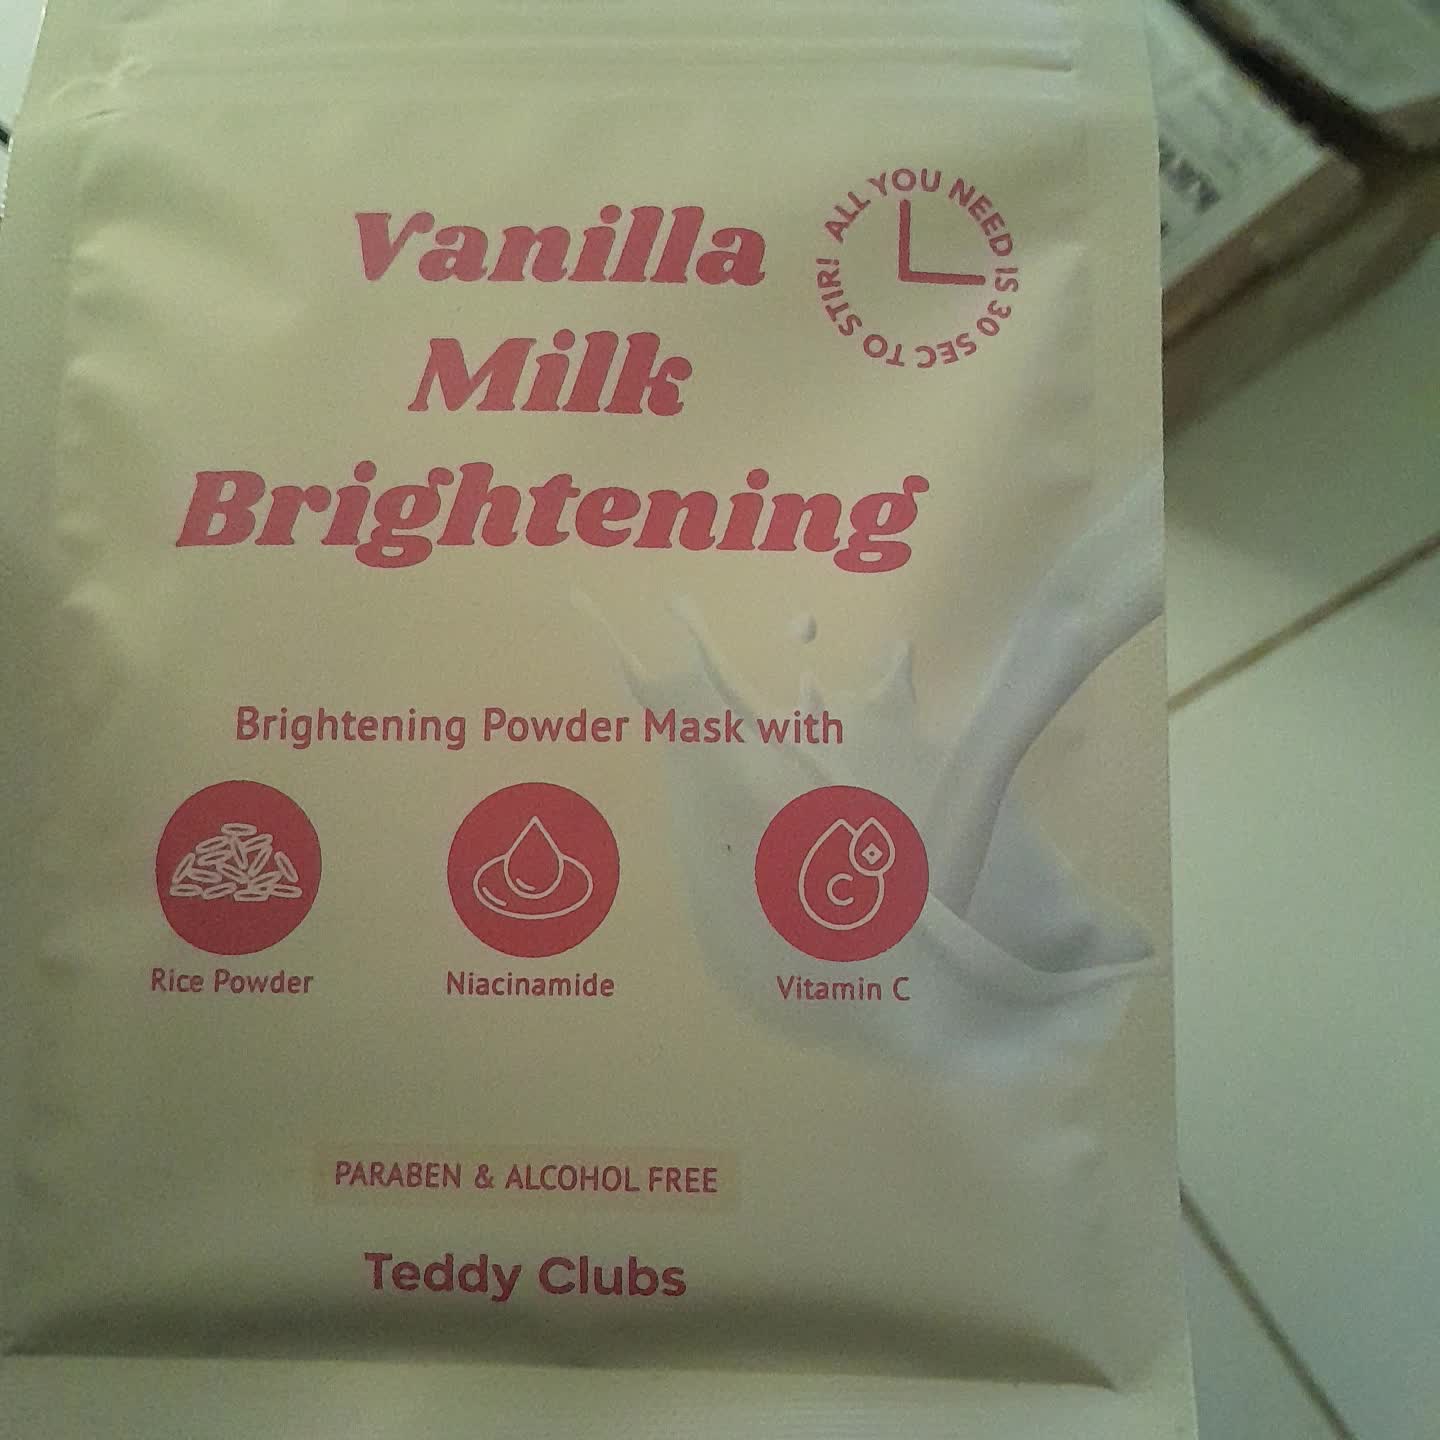 Vanilla
Milk
Brightening
ALL YOU NEED IS 30 SEC TO STIR!
Brightening Powder Mask with
Rice Powder
Niacinamide
C
Vitamin C
PARABEN & ALCOHOL FREE
Teddy Clubs